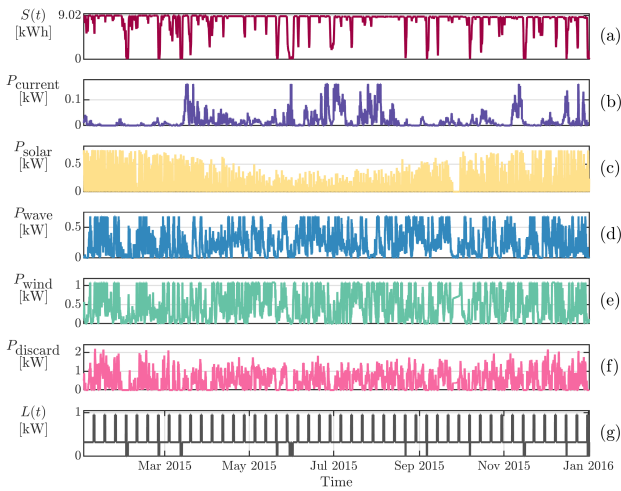 S(t)
[kWh]
9.02
0
(a)
P_current
[kW]
0.1
0
(b)
P_solar
[kW]
0.5
0
(c)
P_wave
[kW]
0.5
0
(d)
P_wind
[kW]
1
0.5
0
(e)
P_discard
[kW]
2
1
0
(f)
L(t)
[kW]
1
0
(g)
Mar 2015 May 2015 Jul 2015 Sep 2015 Nov 2015 Jan 2016
Time